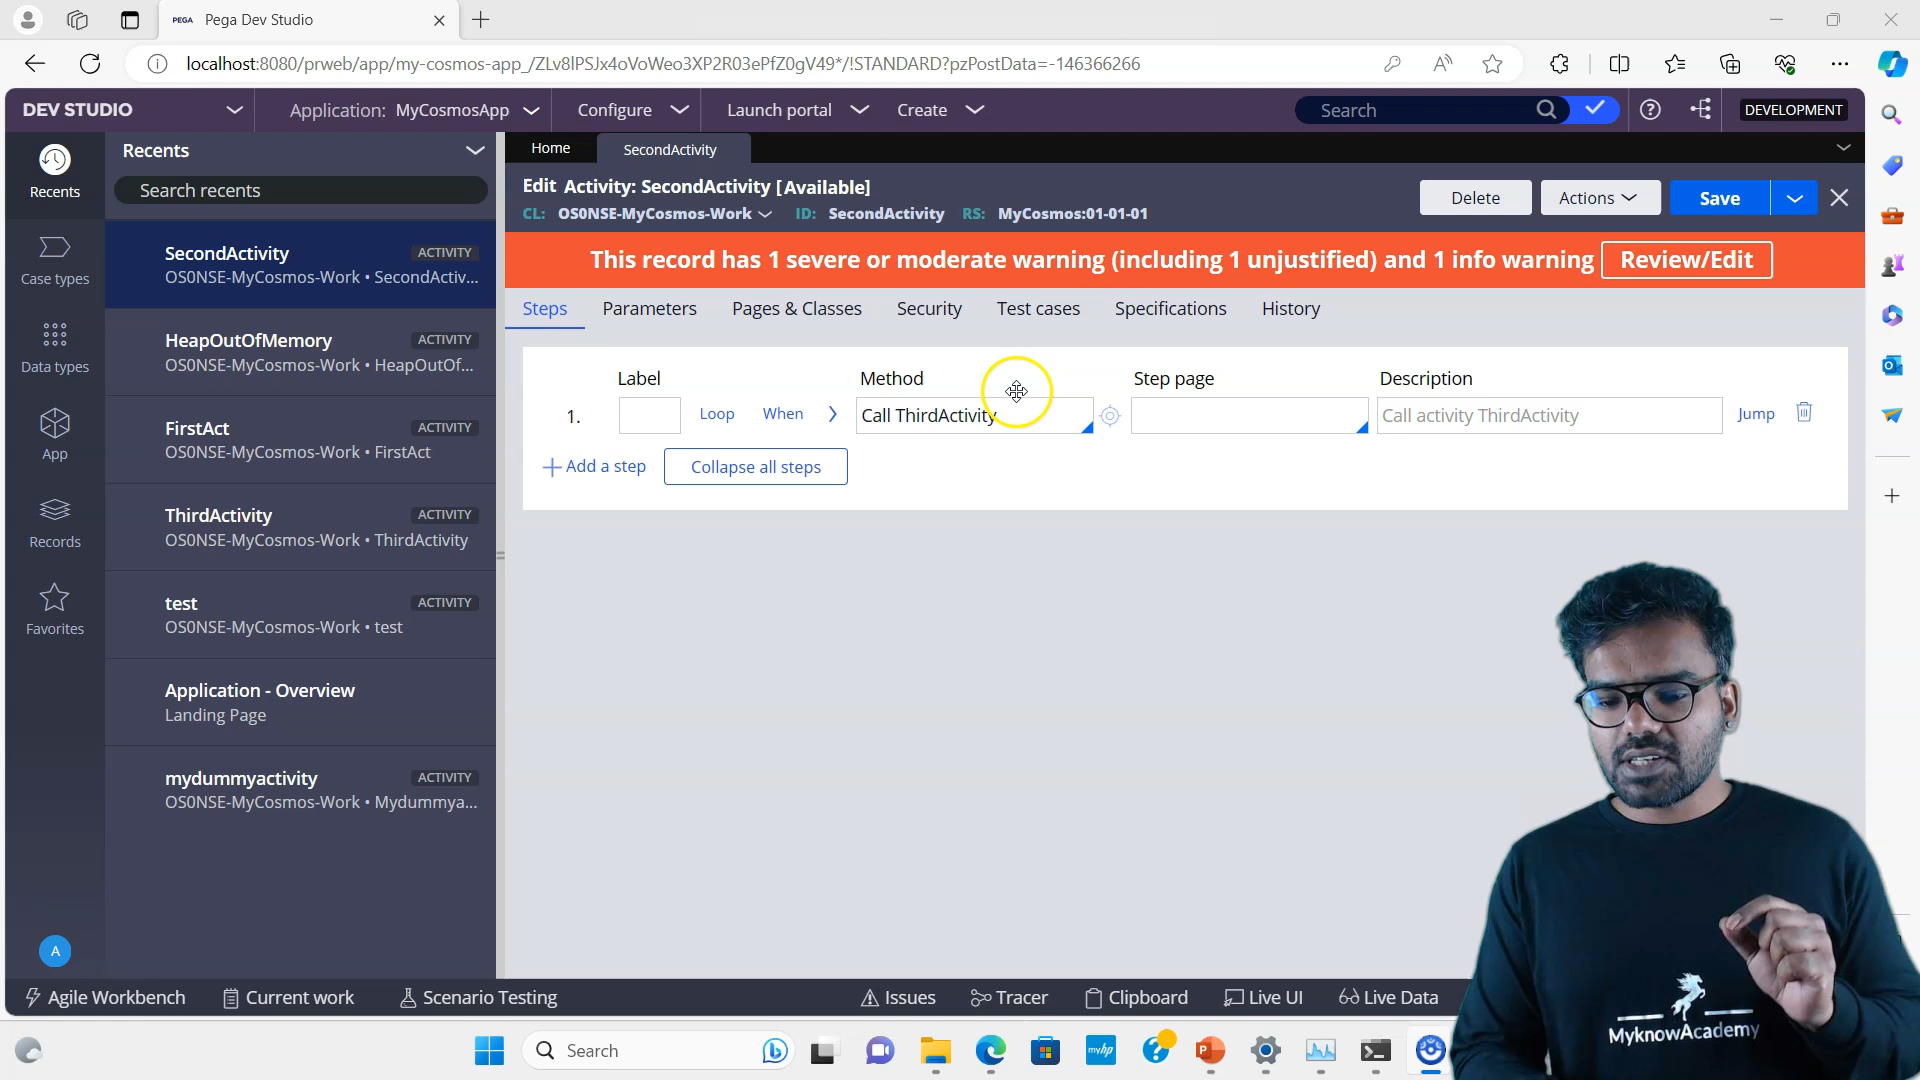 PEGA Pega Dev Studio
localhost:8080/prweb/app/my-cosmos-app_/ZLv8lPSJx4oVoWeo3XP2R03ePfZ0gV49*/!STANDARD?pzPostData=-146366266
DEV STUDIO Application: MyCosmosApp Configure Launch portal Create Search DEVELOPMENT
Recents
Search recents
Recents
Case types
Data types
App
Records
Favorites
A
SecondActivity ACTIVITY
OS0NSE-MyCosmos-Work • SecondActiv...
HeapOutOfMemory ACTIVITY
OS0NSE-MyCosmos-Work • HeapOutOf...
FirstAct ACTIVITY
OS0NSE-MyCosmos-Work • FirstAct
ThirdActivity ACTIVITY
OS0NSE-MyCosmos-Work • ThirdActivity
test ACTIVITY
OS0NSE-MyCosmos-Work • test
Application - Overview
Landing Page
mydummyactivity ACTIVITY
OS0NSE-MyCosmos-Work • Mydummya...
Home SecondActivity
Edit Activity: SecondActivity [Available]
CL: OS0NSE-MyCosmos-Work ID: SecondActivity RS: MyCosmos:01-01-01
Delete Actions Save
This record has 1 severe or moderate warning (including 1 unjustified) and 1 info warning Review/Edit
Steps Parameters Pages & Classes Security Test cases Specifications History
Label Method Step page Description
1. Loop When Call ThirdActivity Call activity ThirdActivity Jump
Add a step Collapse all steps
MyknowAcademy
Agile Workbench Current work Scenario Testing Issues Tracer Clipboard Live UI Live Data
Search myhp